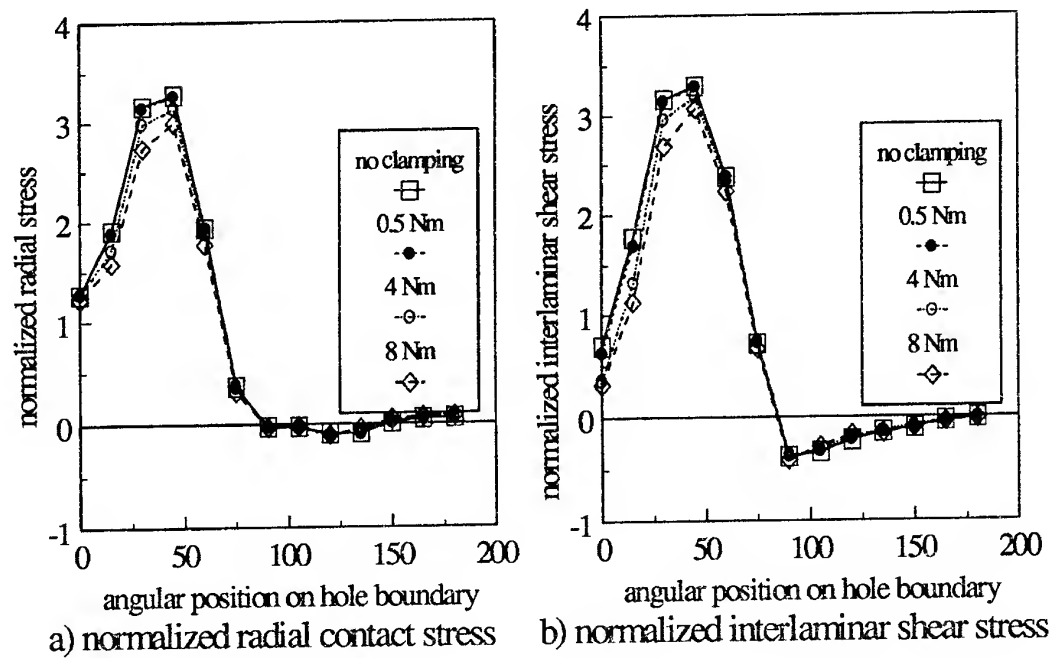 4
3
2
1
0
-1
normalized radial stress
no clamping
0.5 Nm
4 Nm
8 Nm
0 50 100 150 200
angular position on hole boundary
a) normalized radial contact stress
4
3
2
1
0
-1
normalized interlaminar shear stress
no clamping
0.5 Nm
4 Nm
8 Nm
0 50 100 150 200
angular position on hole boundary
b) normalized interlaminar shear stress